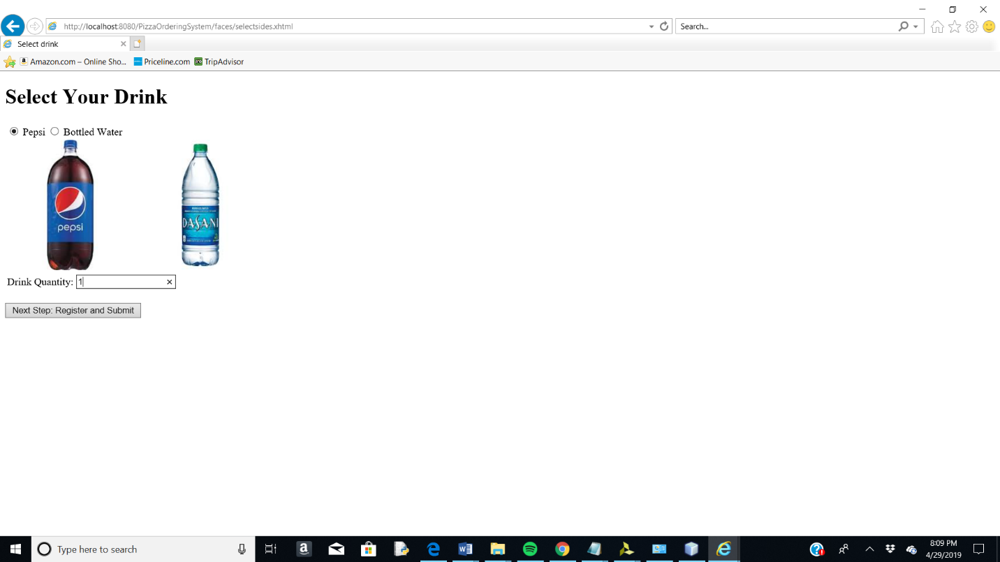 http://localhost:8080/PizzaOrderingSystem/faces/selectsides.xhtml
Search...
Select drink
Amazon.com – Online Sho... Priceline.com TripAdvisor
Select Your Drink
Pepsi Bottled Water
pepsi
DASANI
Drink Quantity: 1
Next Step: Register and Submit
Type here to search
8:09 PM
4/29/2019